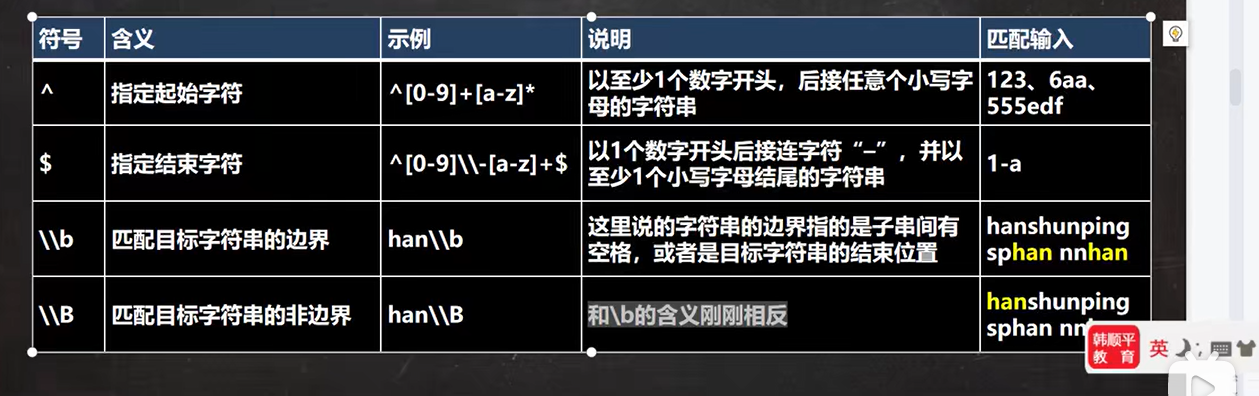 符号 含义 示例 说明 匹配输入
^ 指定起始字符 ^[0-9]+[a-z]* 以至少1个数字开头，后接任意个小写字 123、6aa、
母的字符串 555edf
$ 指定结束字符 ^[0-9]\\-[a-z]+$ 以1个数字开头后接连字符“–”，并以 1-a
至少1个小写字母结尾的字符串
\\b 匹配目标字符串的边界 han\\b 这里说的字符串的边界指的是子串间有 hanshunping
空格，或者是目标字符串的结束位置 sphan nnhan
\\B 匹配目标字符串的非边界 han\\B 和\b的含义刚刚相反 hanshunping
sphan
韩顺平
教 育
英